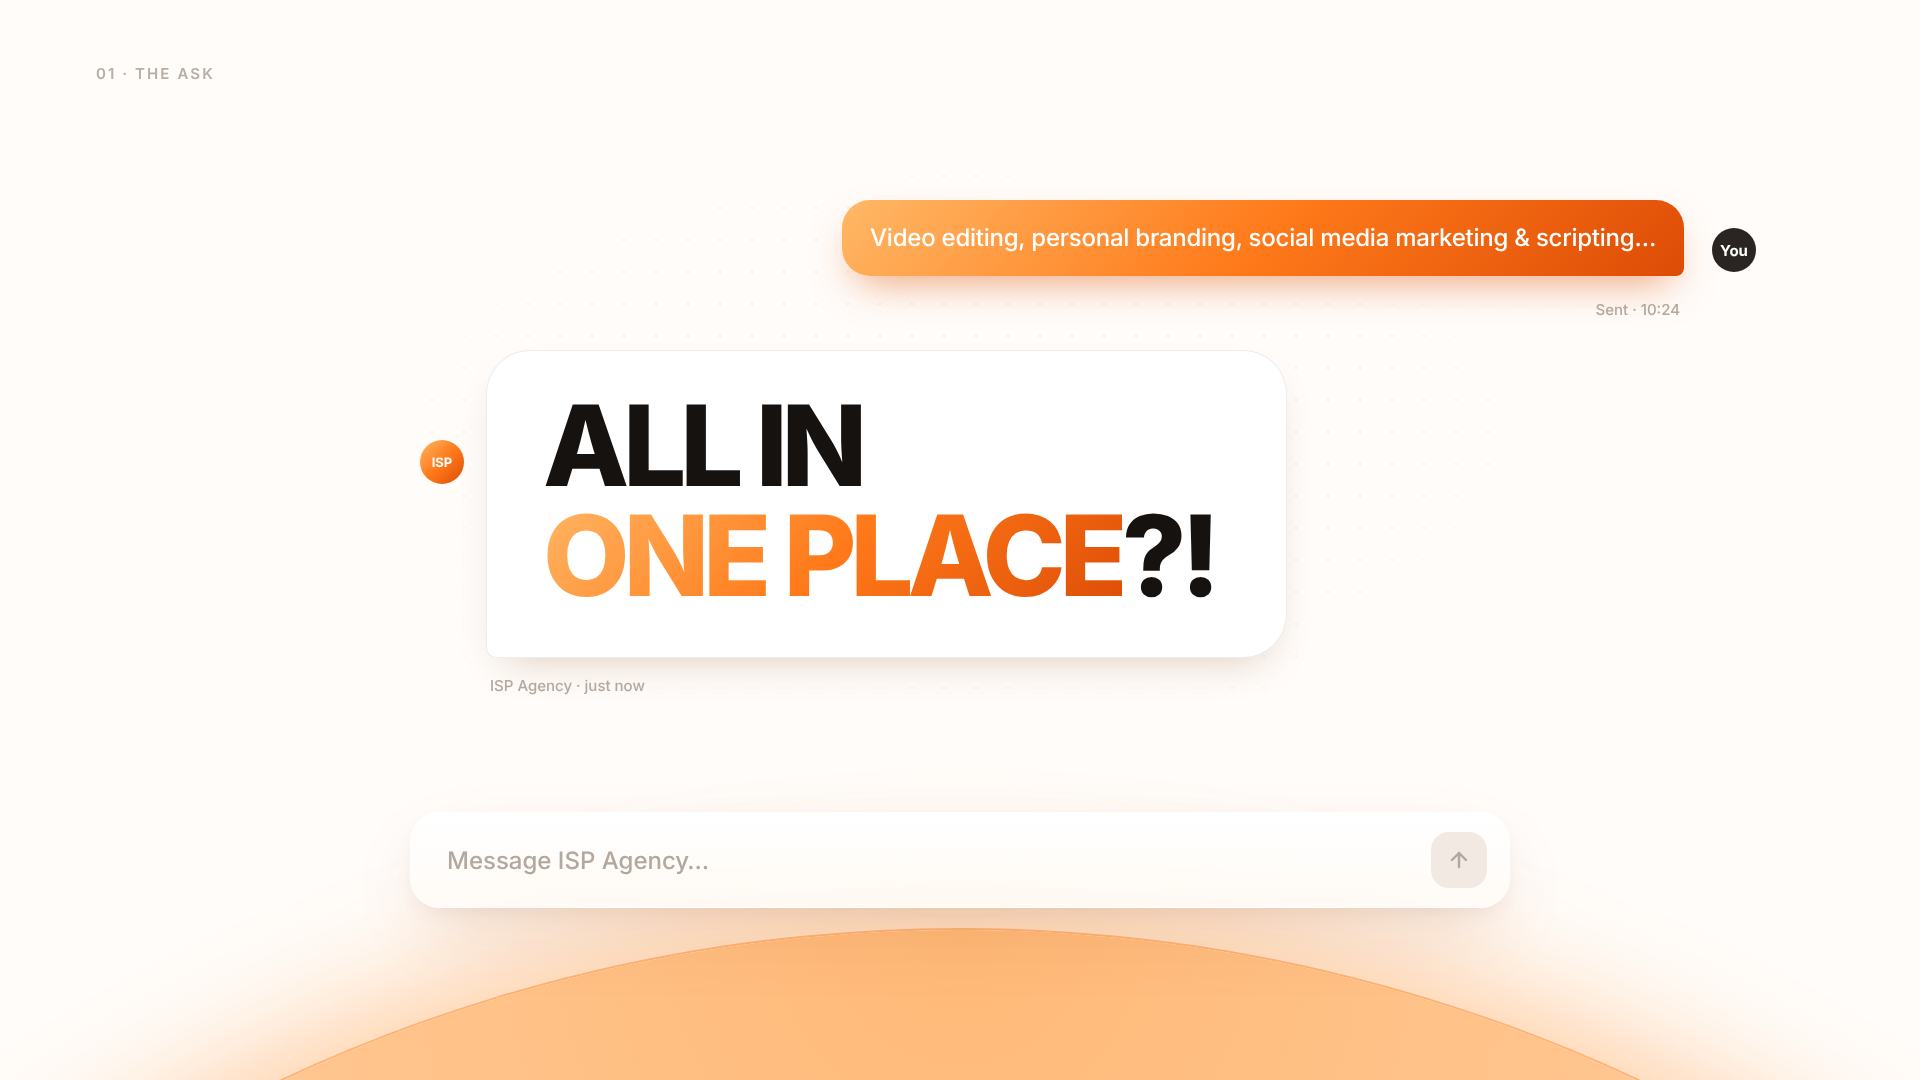 01 · THE ASK
Video editing, personal branding, social media marketing & scripting...
You
Sent · 10:24
ALL IN
ISP
ONE PLACE?!
ISP Agency · just now
Message ISP Agency...